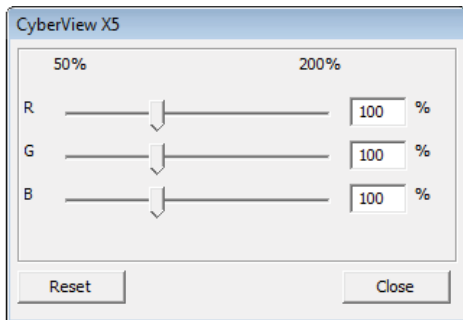 CyberView X5
50% 200%
R 100 %
G 100 %
B 100 %
Reset Close